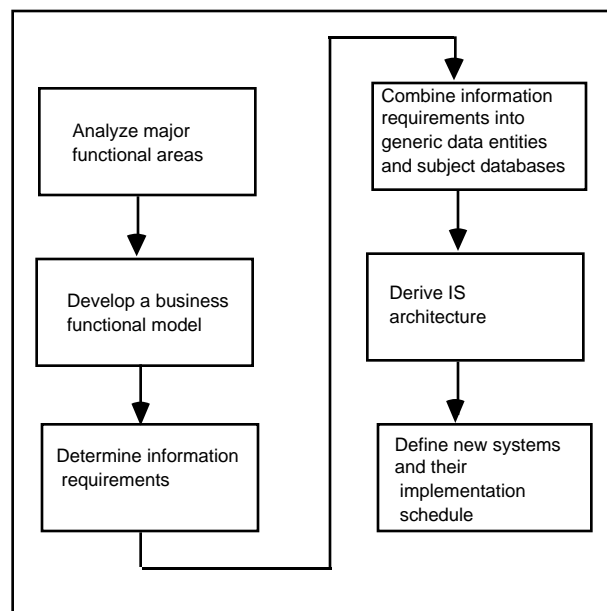 Analyze major
functional areas
Develop a business
functional model
Determine information
requirements
Combine information
requirements into
generic data entities
and subject databases
Derive IS
architecture
Define new systems
and their
implementation
schedule